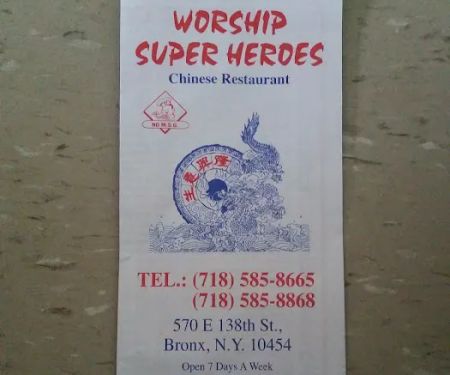 WORSHIP
SUPER HEROES
Chinese Restaurant
NO M.S.G.
TEL.: (718) 585-8665
(718) 585-8868
570 E 138th St.,
Bronx, N.Y. 10454
Open 7 Days A Week